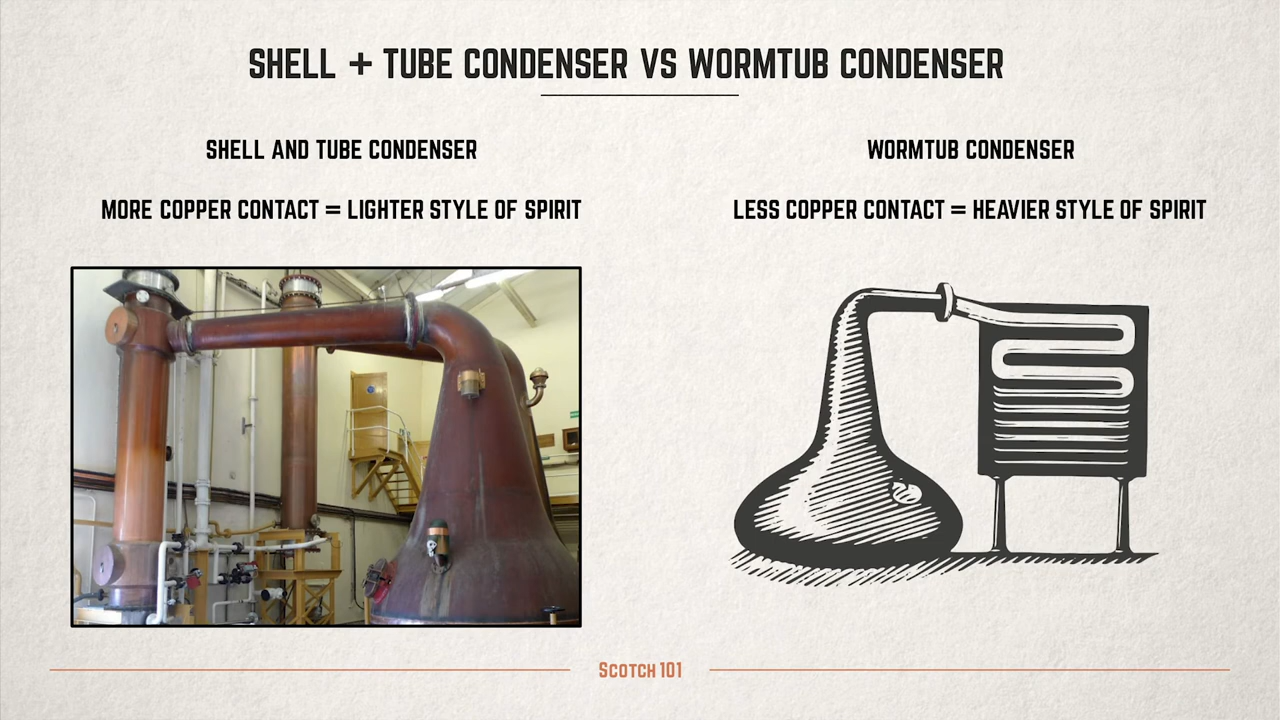 SHELL + TUBE CONDENSER VS WORMTUB CONDENSER
SHELL AND TUBE CONDENSER
MORE COPPER CONTACT = LIGHTER STYLE OF SPIRIT
WORMTUB CONDENSER
LESS COPPER CONTACT = HEAVIER STYLE OF SPIRIT
SCOTCH 101